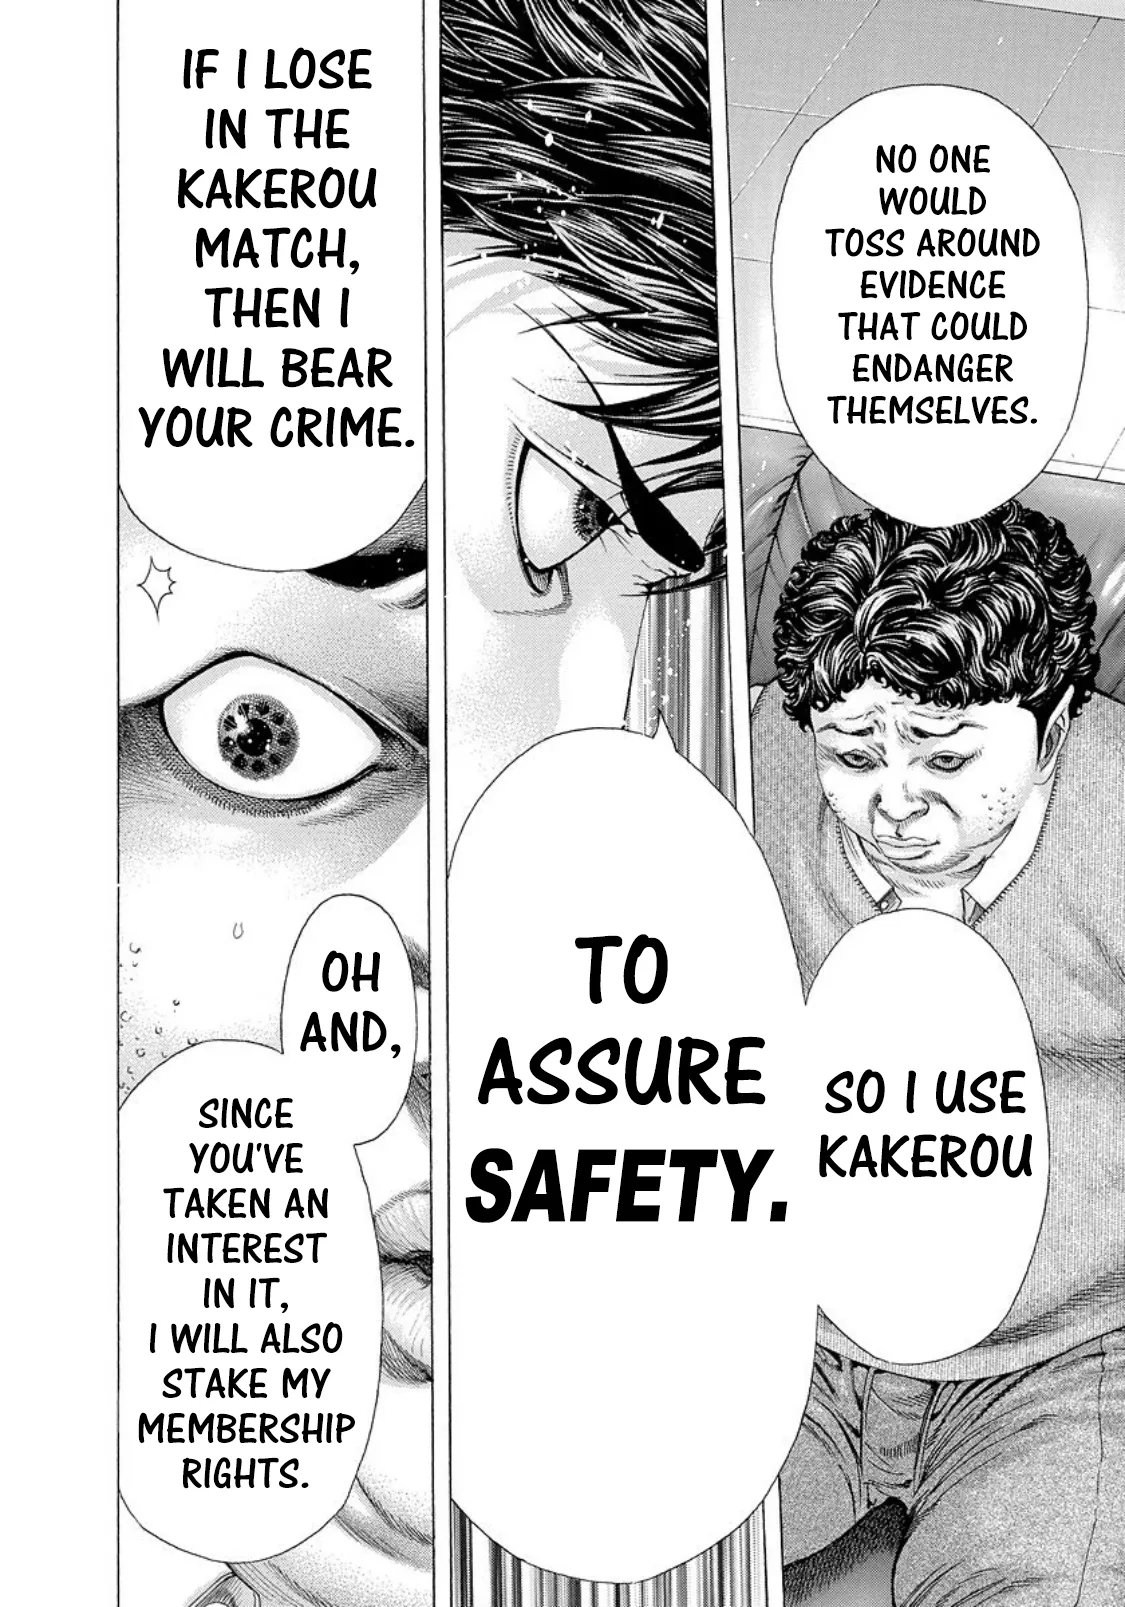 NO ONE
WOULD
TOSS AROUND
EVIDENCE
THAT COULD
ENDANGER
THEMSELVES.
SO I USE
KAKEROU
TO
ASSURE
SAFETY.
IF I LOSE
IN THE
KAKEROU
MATCH,
THEN I
WILL BEAR
YOUR CRIME.
OH
AND,
SINCE
YOU'VE
TAKEN AN
INTEREST
IN IT,
I WILL ALSO
STAKE MY
MEMBERSHIP
RIGHTS.